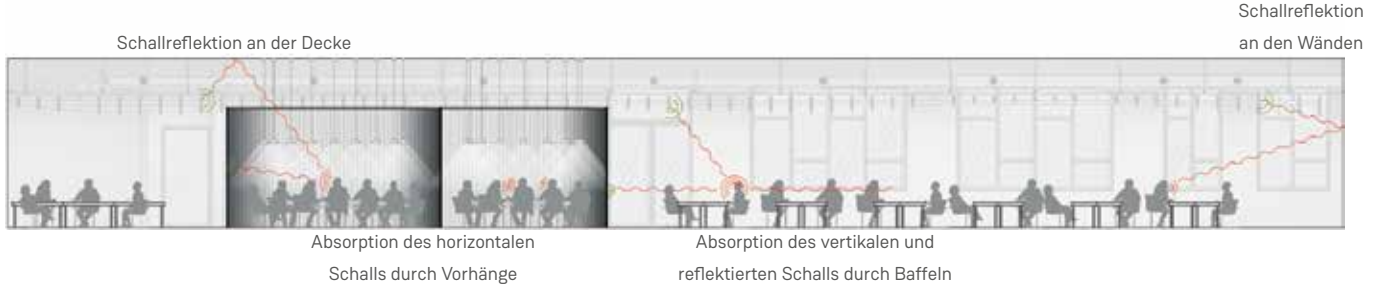 Schallreflektion
an den Wänden
Schallreflektion an der Decke
Absorption des horizontalen
Schalls durch Vorhänge
Absorption des vertikalen und
reflektierten Schalls durch Baffeln